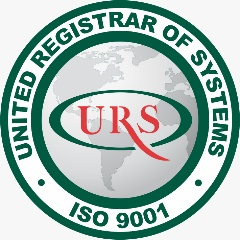 UNITED REGISTRAR OF SYSTEMS
URS
• ISO 9001 •